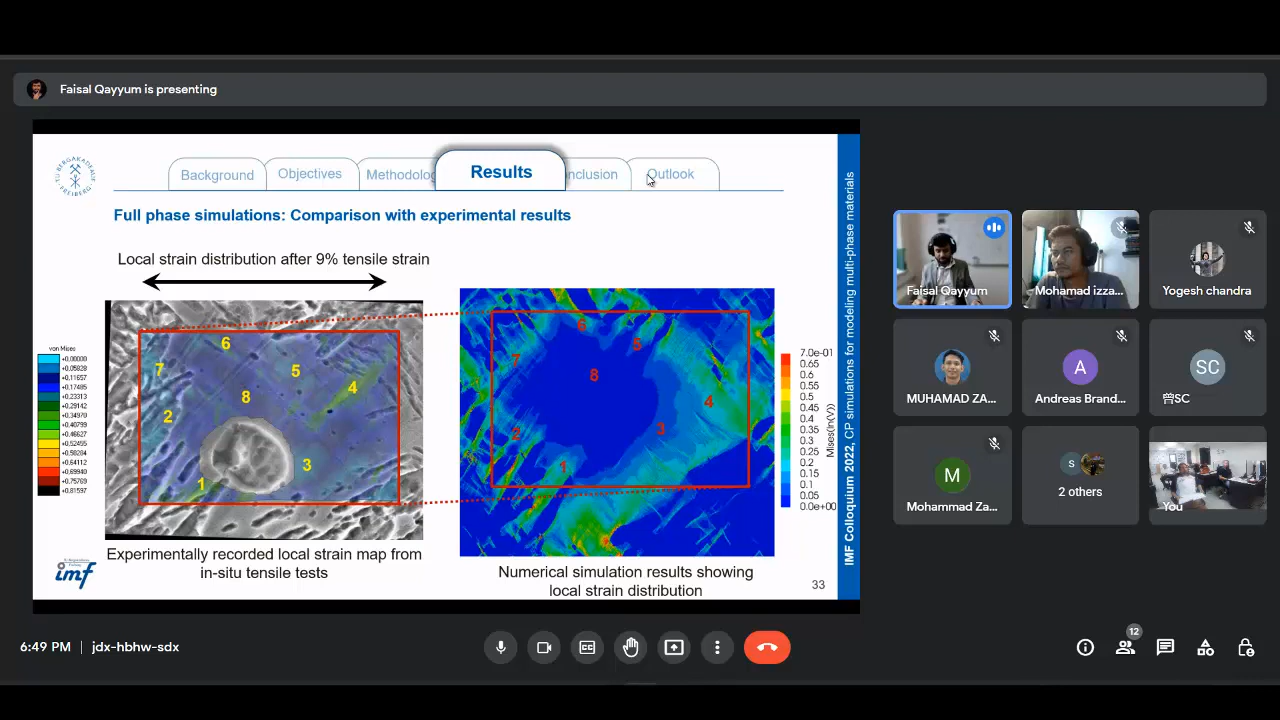 Faisal Qayyum is presenting
Background
Objectives
Methodolog
Results
nclusion
Outlook
Full phase simulations: Comparison with experimental results
Local strain distribution after 9% tensile strain
von Mises
+0.00000
+0.05828
+0.11657
+0.17485
+0.23313
+0.29142
+0.34970
+0.40799
+0.46627
+0.52455
+0.58284
+0.64112
+0.69940
+0.75769
+0.81597
6
7
5
4
8
2
3
1
6
5
7
8
4
3
2
1
7.0e-01
0.65
0.6
0.55
0.5
0.45
0.4
0.35
0.3
0.25
0.2
0.15
0.1
0.05
0.0e+00
Mises(ln(V))
Experimentally recorded local strain map from
in-situ tensile tests
Numerical simulation results showing
local strain distribution
imf
33
IMF Colloquium 2022, CP simulations for modeling multi-phase materials
Faisal Qayyum
Mohamad izza...
Yogesh chandra
MUHAMAD ZA...
A
Andreas Brand...
SC
M
Mohammad Za...
S
2 others
You
6:49 PM | jdx-hbhw-sdx
12